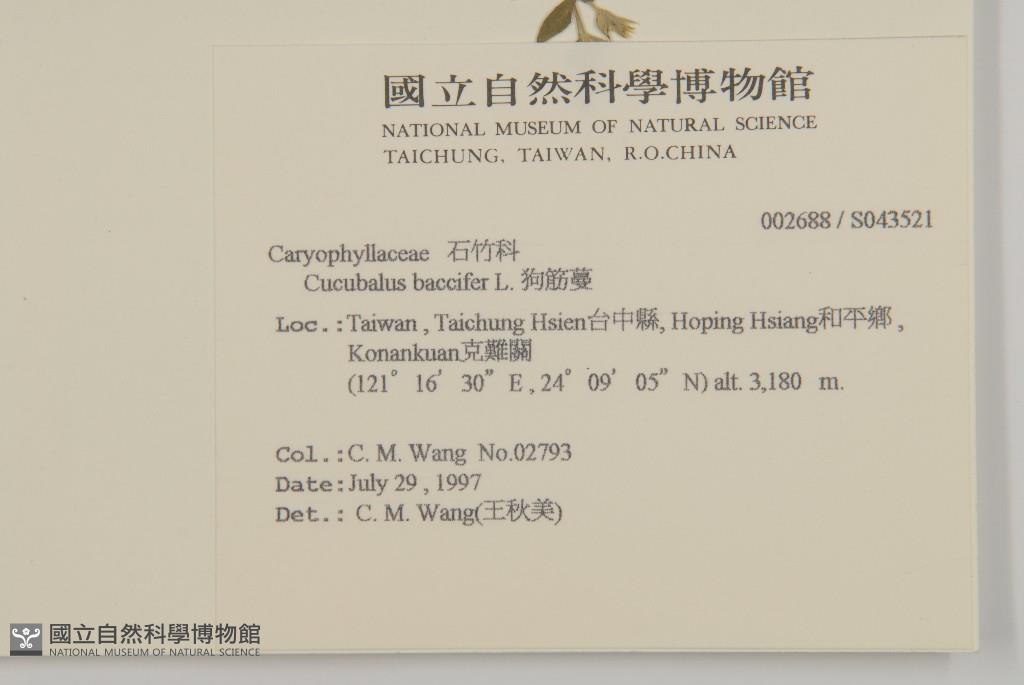 國立自然科學博物館
NATIONAL MUSEUM OF NATURAL SCIENCE
TAICHUNG, TAIWAN, R.O.CHINA
002688 / S043521
Caryophyllaceae 石竹科
Cucubalus baccifer L. 狗筋蔓
Loc.:Taiwan , Taichung Hsien台中縣, Hoping Hsiang和平鄉 ,
Konankuan克難關
(121° 16′ 30” E , 24° 09′ 05” N) alt. 3,180 m.
Col.:C. M. Wang No.02793
Date:July 29 , 1997
Det.: C. M. Wang(王秋美)
國立自然科學博物館
NATIONAL MUSEUM OF NATURAL SCIENCE